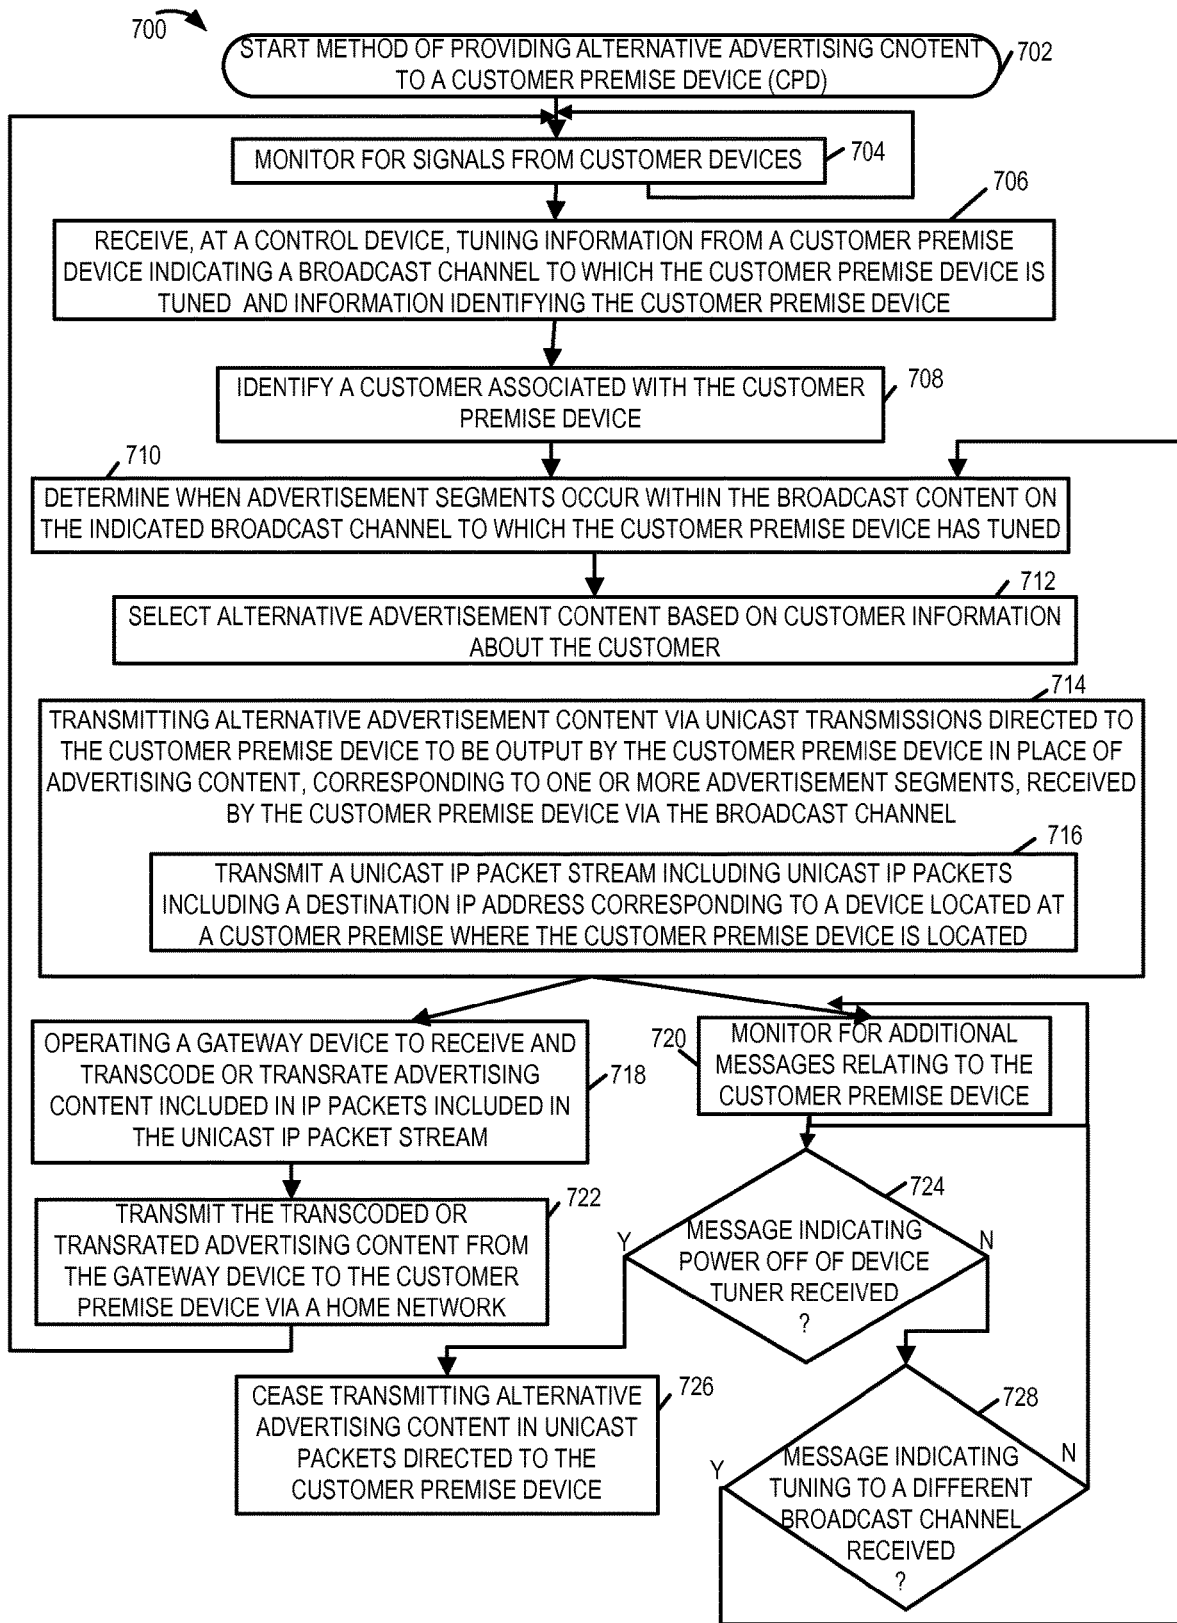 700
START METHOD OF PROVIDING ALTERNATIVE ADVERTISING CNOTENT
TO A CUSTOMER PREMISE DEVICE (CPD)
702
MONITOR FOR SIGNALS FROM CUSTOMER DEVICES
704
706
RECEIVE, AT A CONTROL DEVICE, TUNING INFORMATION FROM A CUSTOMER PREMISE
DEVICE INDICATING A BROADCAST CHANNEL TO WHICH THE CUSTOMER PREMISE DEVICE IS
TUNED AND INFORMATION IDENTIFYING THE CUSTOMER PREMISE DEVICE
IDENTIFY A CUSTOMER ASSOCIATED WITH THE CUSTOMER
PREMISE DEVICE
708
710
DETERMINE WHEN ADVERTISEMENT SEGMENTS OCCUR WITHIN THE BROADCAST CONTENT ON
THE INDICATED BROADCAST CHANNEL TO WHICH THE CUSTOMER PREMISE DEVICE HAS TUNED
712
SELECT ALTERNATIVE ADVERTISEMENT CONTENT BASED ON CUSTOMER INFORMATION
ABOUT THE CUSTOMER
714
TRANSMITTING ALTERNATIVE ADVERTISEMENT CONTENT VIA UNICAST TRANSMISSIONS DIRECTED TO
THE CUSTOMER PREMISE DEVICE TO BE OUTPUT BY THE CUSTOMER PREMISE DEVICE IN PLACE OF
ADVERTISING CONTENT, CORRESPONDING TO ONE OR MORE ADVERTISEMENT SEGMENTS, RECEIVED
BY THE CUSTOMER PREMISE DEVICE VIA THE BROADCAST CHANNEL
716
TRANSMIT A UNICAST IP PACKET STREAM INCLUDING UNICAST IP PACKETS
INCLUDING A DESTINATION IP ADDRESS CORRESPONDING TO A DEVICE LOCATED AT
A CUSTOMER PREMISE WHERE THE CUSTOMER PREMISE DEVICE IS LOCATED
OPERATING A GATEWAY DEVICE TO RECEIVE AND
TRANSCODE OR TRANSRATE ADVERTISING
CONTENT INCLUDED IN IP PACKETS INCLUDED IN
THE UNICAST IP PACKET STREAM
718
720
MONITOR FOR ADDITIONAL
MESSAGES RELATING TO THE
CUSTOMER PREMISE DEVICE
TRANSMIT THE TRANSCODED OR
TRANSRATED ADVERTISING CONTENT FROM
THE GATEWAY DEVICE TO THE CUSTOMER
PREMISE DEVICE VIA A HOME NETWORK
722
724
MESSAGE INDICATING
POWER OFF OF DEVICE
TUNER RECEIVED
?
Y
N
CEASE TRANSMITTING ALTERNATIVE
ADVERTISING CONTENT IN UNICAST
PACKETS DIRECTED TO THE
CUSTOMER PREMISE DEVICE
726
728
MESSAGE INDICATING
TUNING TO A DIFFERENT
BROADCAST CHANNEL
RECEIVED
?
Y
N